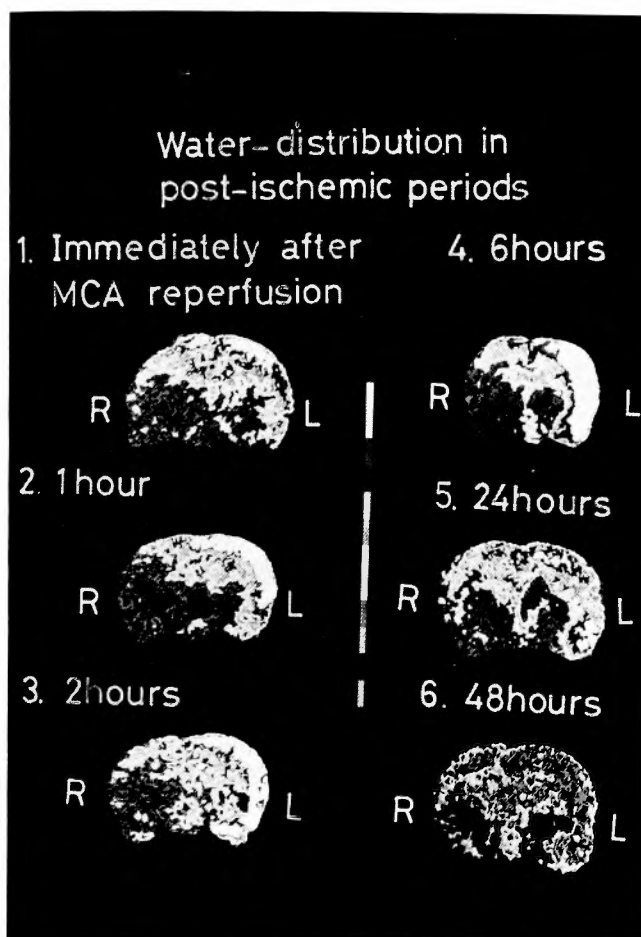 Water-distribution in
post-ischemic periods
1. Immediately after
MCA reperfusion
R L
2. 1hour
R L
3. 2hours
R L
4. 6hours
R L
5. 24hours
R L
6. 48hours
R L